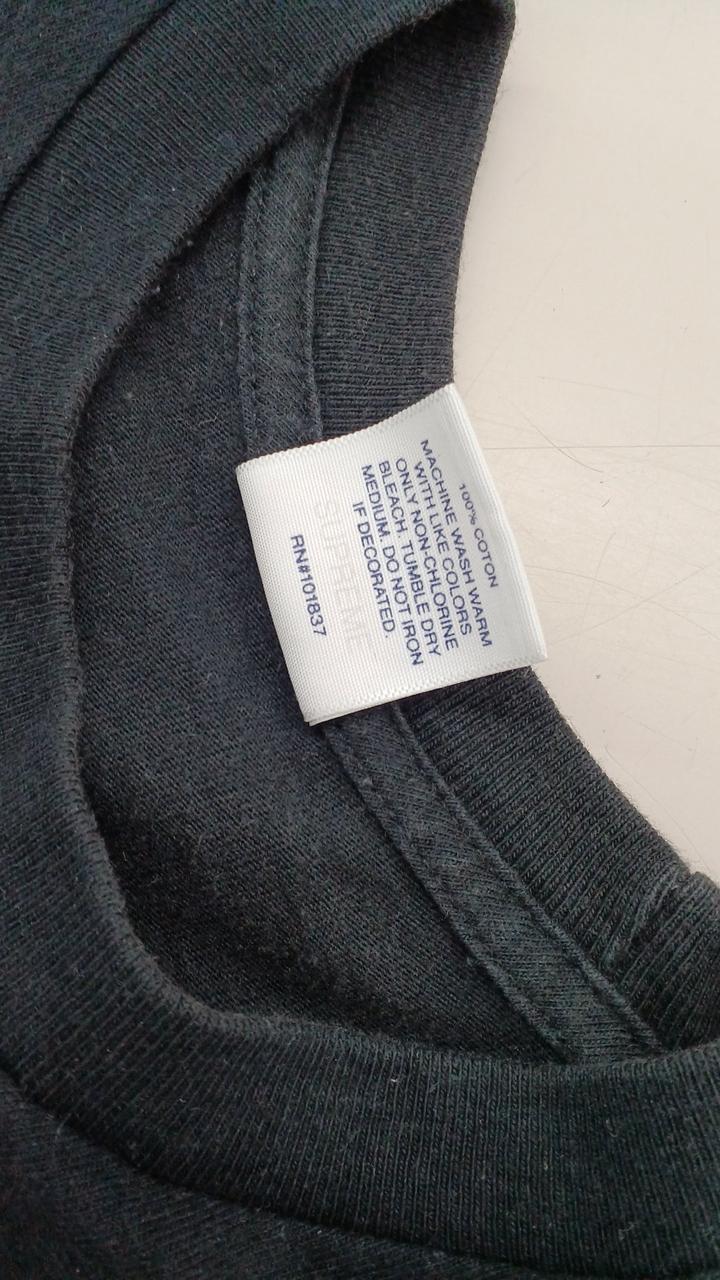 100% COTON
MACHINE WASH WARM
WITH LIKE COLORS
ONLY NON-CHLORINE
BLEACH. TUMBLE DRY
MEDIUM. DO NOT IRON
IF DECORATED.
SUPREME
RN#101837